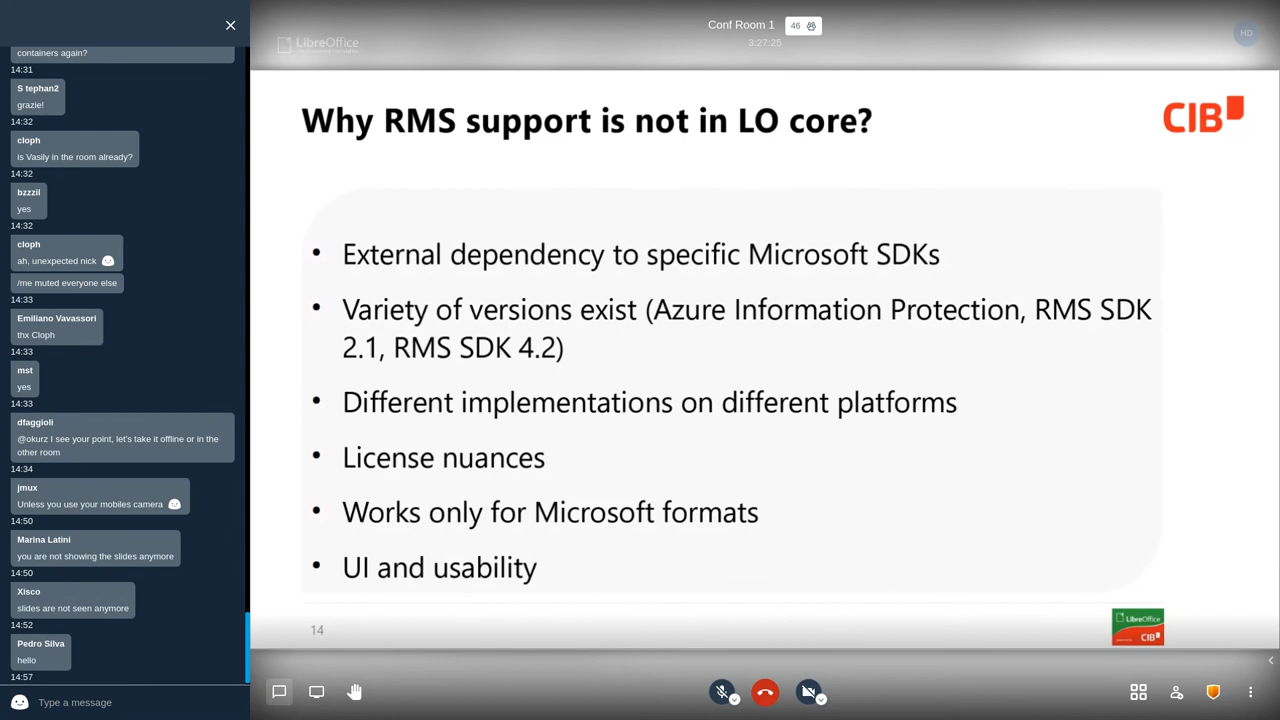 containers again?
14:31
S tephan2
grazie!
14:32
cloph
is Vasily in the room already?
14:32
bzzzil
yes
14:32
cloph
ah, unexpected nick
/me muted everyone else
14:33
Emiliano Vavassori
thx Cloph
14:33
mst
yes
14:33
dfaggioli
@okurz I see your point, let's take it offline or in the
other room
14:34
jmux
Unless you use your mobiles camera
14:50
Marina Latini
you are not showing the slides anymore
14:50
Xisco
slides are not seen anymore
14:52
Pedro Silva
hello
14:57
Type a message
Conf Room 1
46
3:27:25
HD
LibreOffice
Why RMS support is not in LO core?
CIB
• External dependency to specific Microsoft SDKs
• Variety of versions exist (Azure Information Protection, RMS SDK
2.1, RMS SDK 4.2)
• Different implementations on different platforms
• License nuances
• Works only for Microsoft formats
• UI and usability
14
LibreOffice
CIB